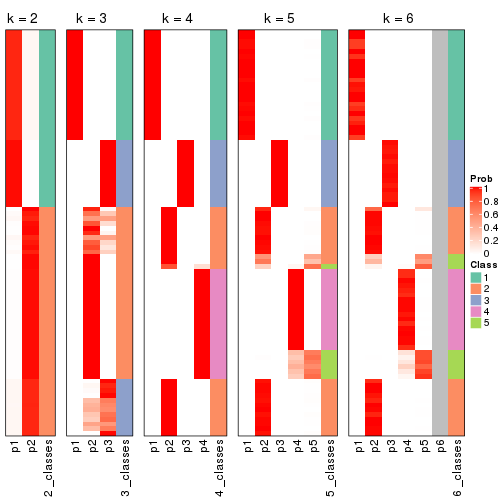 k = 2 k = 3 k = 4 k = 5 k = 6
Prob
1
0.8
0.6
0.4
0.2
0
Class
1
2
3
4
5
p1 p2 2_classes p1 p2 p3 3_classes p1 p2 p3 p4 4_classes p1 p2 p3 p4 p5 5_classes p1 p2 p3 p4 p5 p6 6_classes